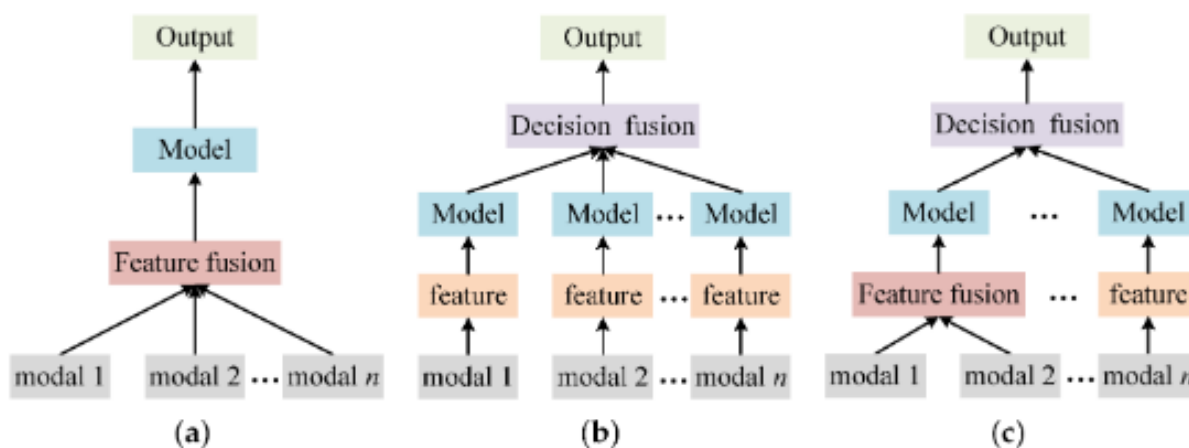 Output
Model
Feature fusion
modal 1 modal 2 ... modal n
(a)
Output
Decision fusion
Model Model ... Model
feature feature ... feature
modal 1 modal 2 ... modal n
(b)
Output
Decision fusion
Model ... Model
Feature fusion ... feature
modal 1 modal 2 ... modal n
(c)